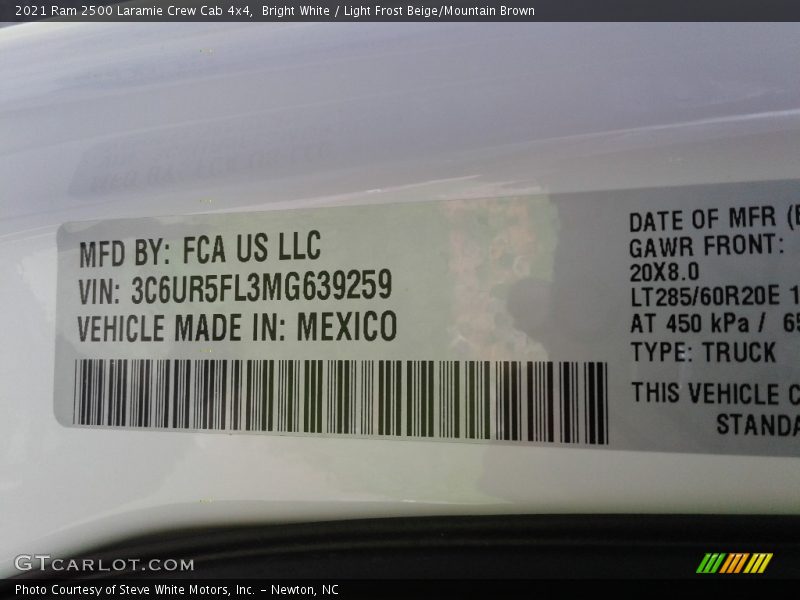 2021 Ram 2500 Laramie Crew Cab 4x4,  Bright White / Light Frost Beige/Mountain Brown
MFD BY: FCA US LLC
VIN: 3C6UR5FL3MG639259
VEHICLE MADE IN: MEXICO
DATE OF MFR (E
GAWR FRONT:
20X8.0
LT285/60R20E 1
AT 450 kPa / 65
TYPE: TRUCK
THIS VEHICLE C
STANDA
GTCARLOT.COM
Photo Courtesy of Steve White Motors, Inc. – Newton, NC